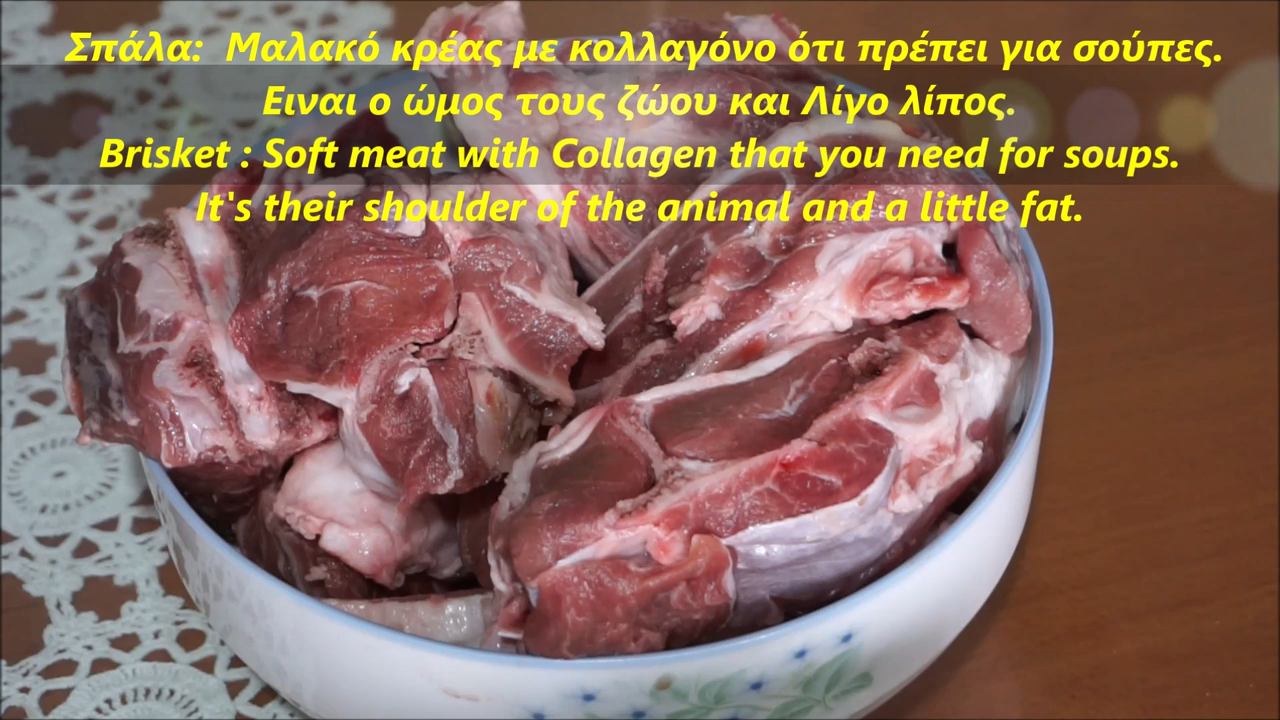 Σπάλα: Μαλακό κρέας με κολλαγόνο ότι πρέπει για σούπες.
Ειναι ο ώμος τους ζώου και Λίγο λίπος.
Brisket : Soft meat with Collagen that you need for soups.
It's their shoulder of the animal and a little fat.